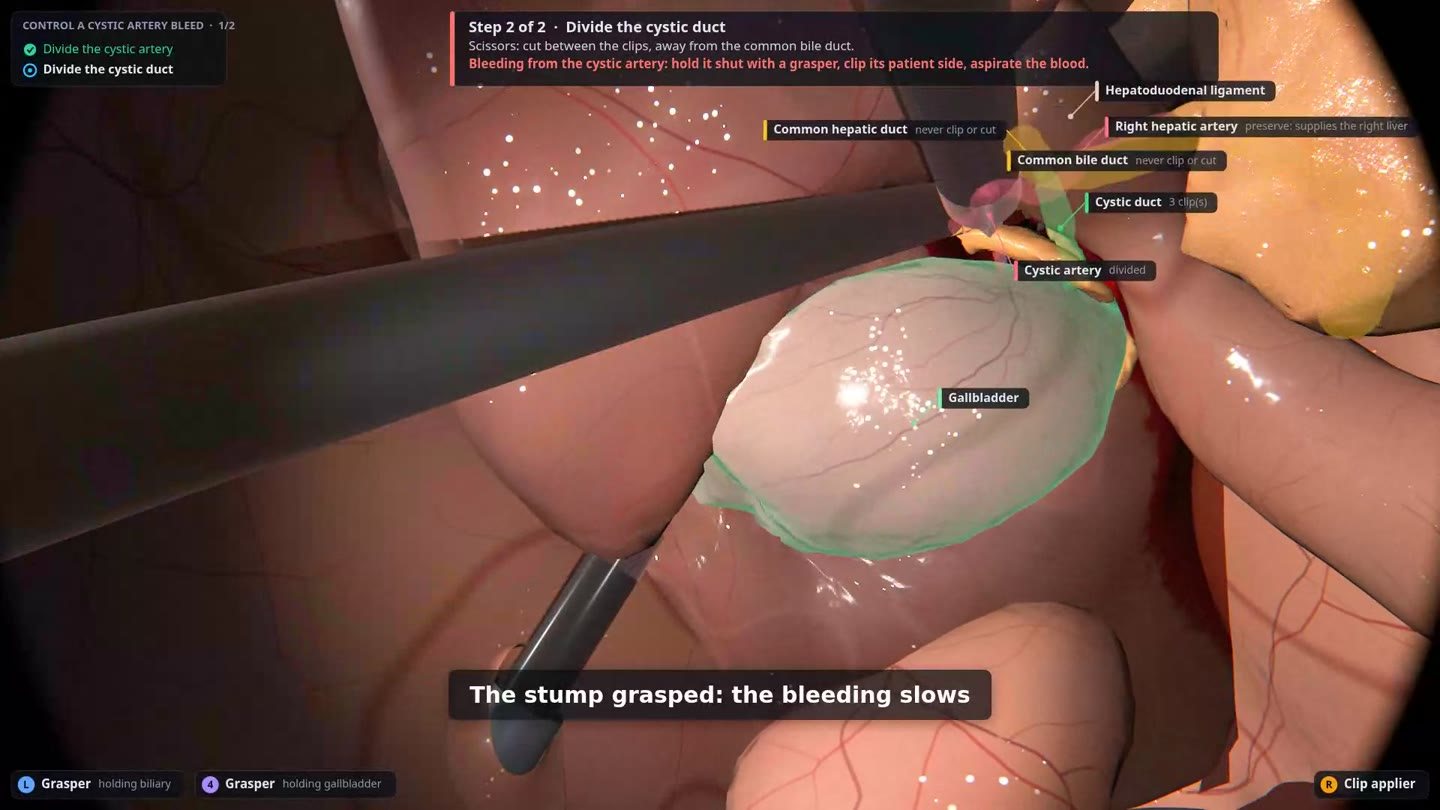 CONTROL A CYSTIC ARTERY BLEED · 1/2
Divide the cystic artery
Divide the cystic duct
Step 2 of 2 · Divide the cystic duct
Scissors: cut between the clips, away from the common bile duct.
Bleeding from the cystic artery: hold it shut with a grasper, clip its patient side, aspirate the blood.
Hepatoduodenal ligament
Common hepatic duct never clip or cut
Right hepatic artery preserve: supplies the right liver
Common bile duct never clip or cut
Cystic duct 3 clip(s)
Cystic artery divided
Gallbladder
The stump grasped: the bleeding slows
L Grasper holding biliary
4 Grasper holding gallbladder
R Clip applier